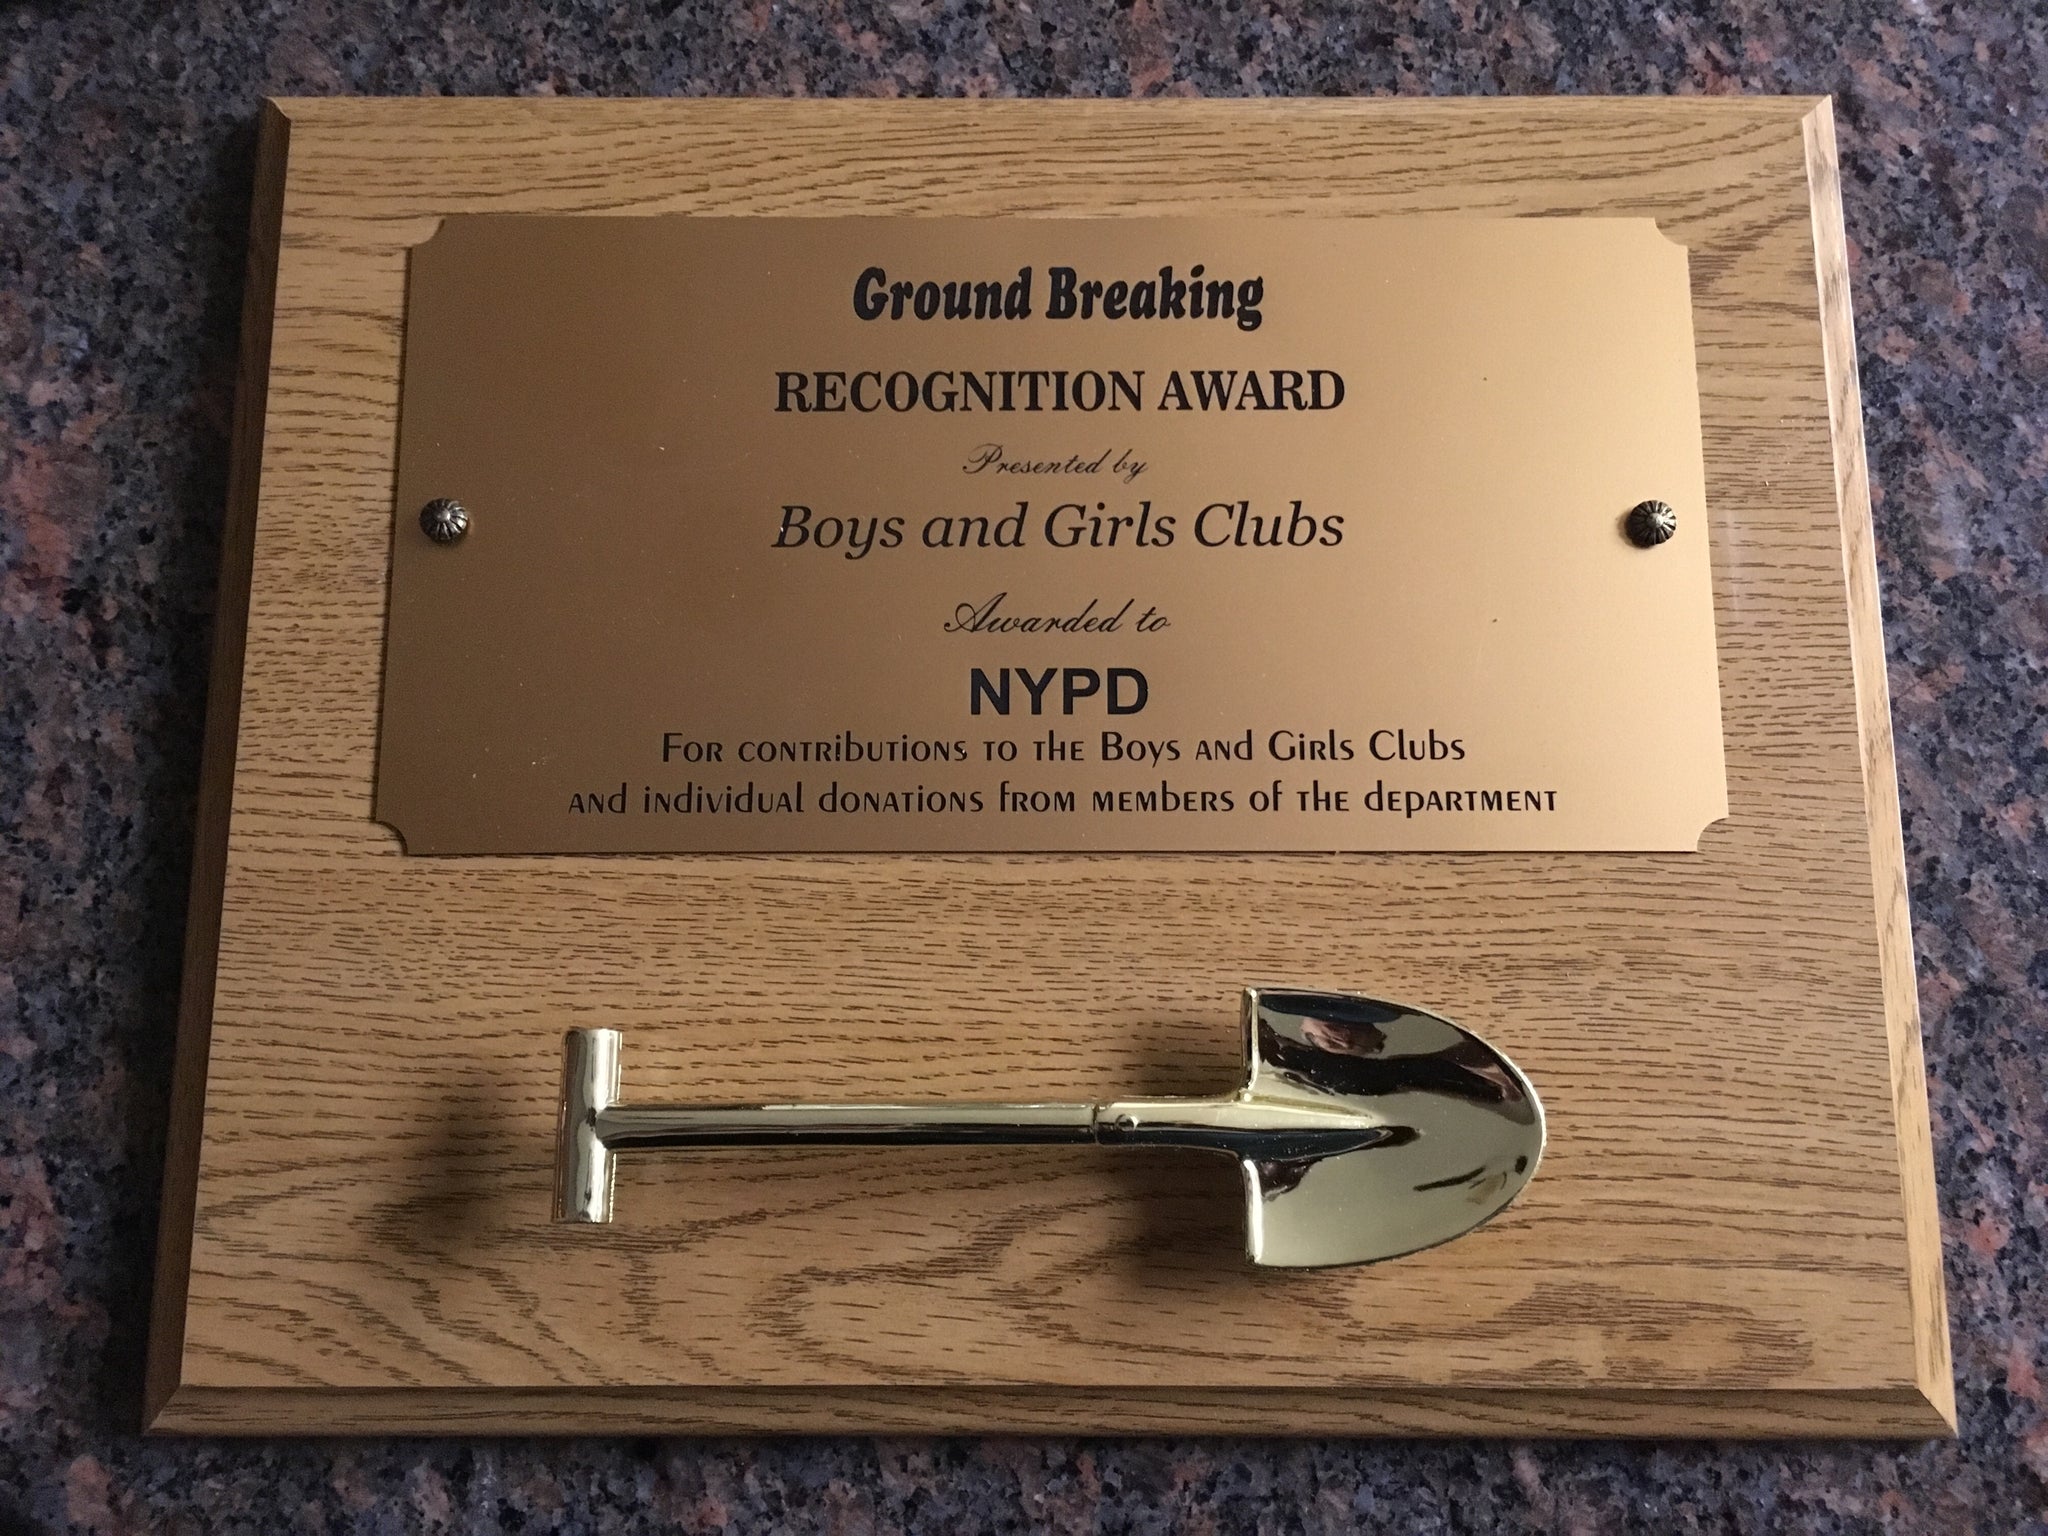 Ground Breaking
RECOGNITION AWARD
Presented by
Boys and Girls Clubs
Awarded to
NYPD
For contributions to the Boys and Girls Clubs
and individual donations from members of the department